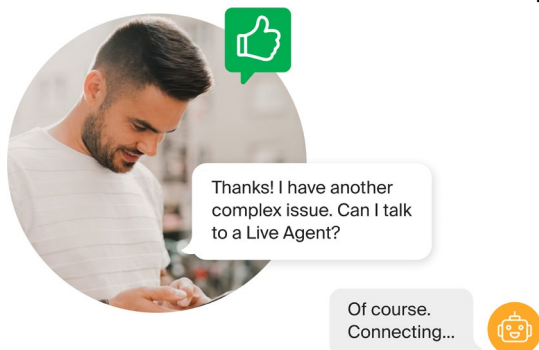 Thanks! I have another
complex issue. Can I talk
to a Live Agent?
Of course.
Connecting...